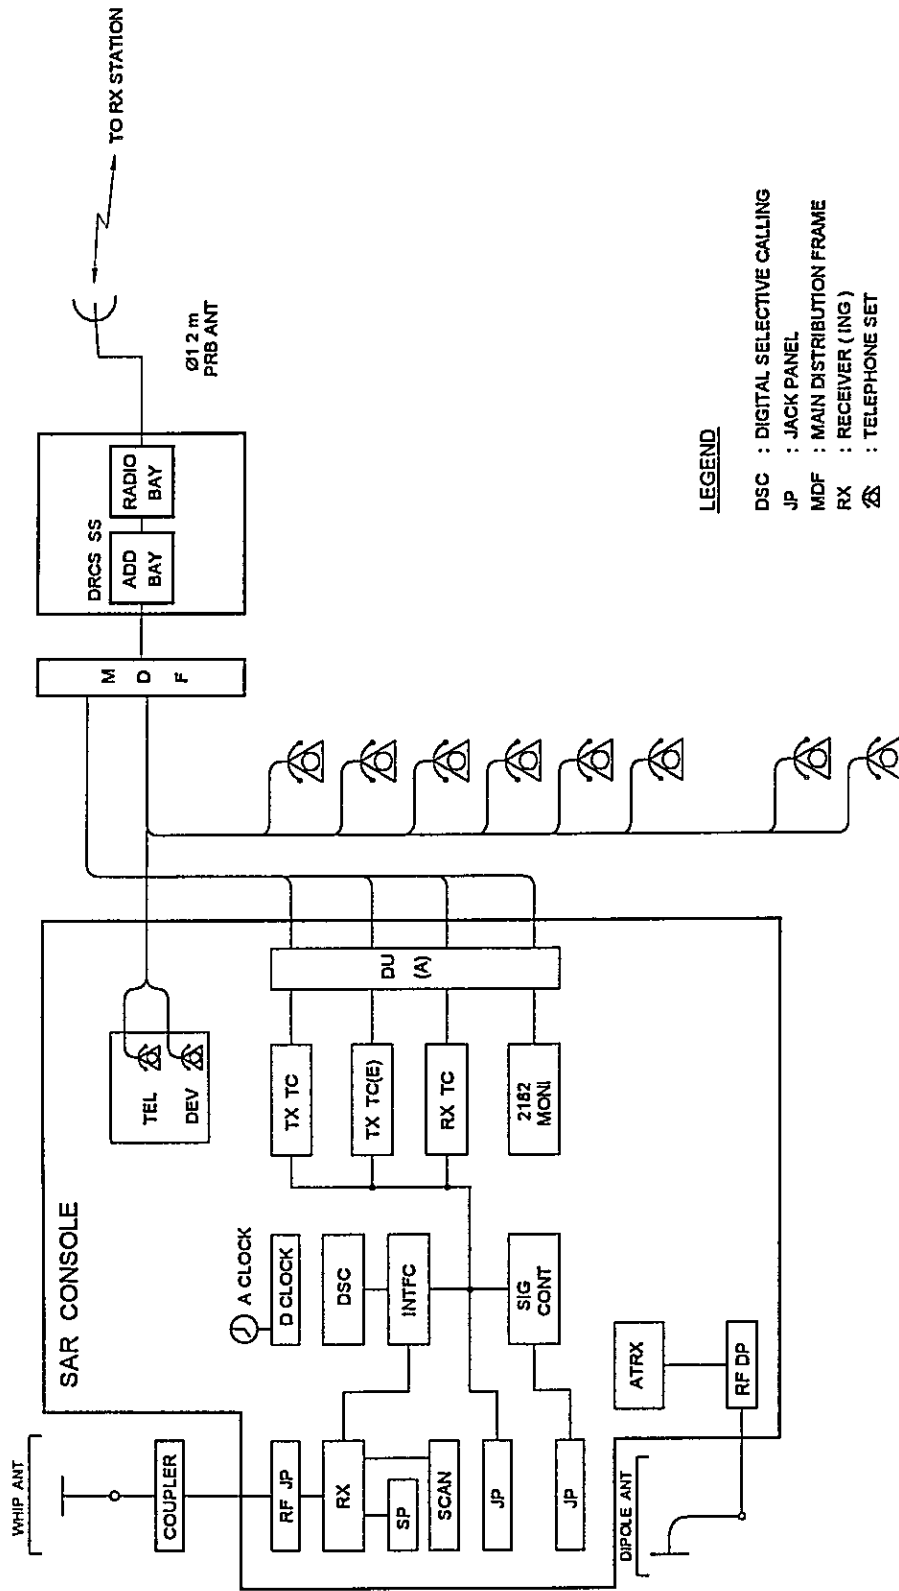 SAR CONSOLE
WHIP ANT
COUPLER
RF JP
RX
SP
SCAN
JP
JP
DIPOLE ANT
A CLOCK
D CLOCK
DSC
INTFC
SIG
CONT
ATRX
RF DP
TEL
DEV
TX TC
TX TC(E)
RX TC
2182
MONI
DU
(A)
M
D
F
DRCS SS
ADD
BAY
RADIO
BAY
Ø1 2 m
PRB ANT
TO RX STATION
LEGEND
DSC : DIGITAL SELECTIVE CALLING
JP : JACK PANEL
MDF : MAIN DISTRIBUTION FRAME
RX : RECEIVER ( ING )
: TELEPHONE SET